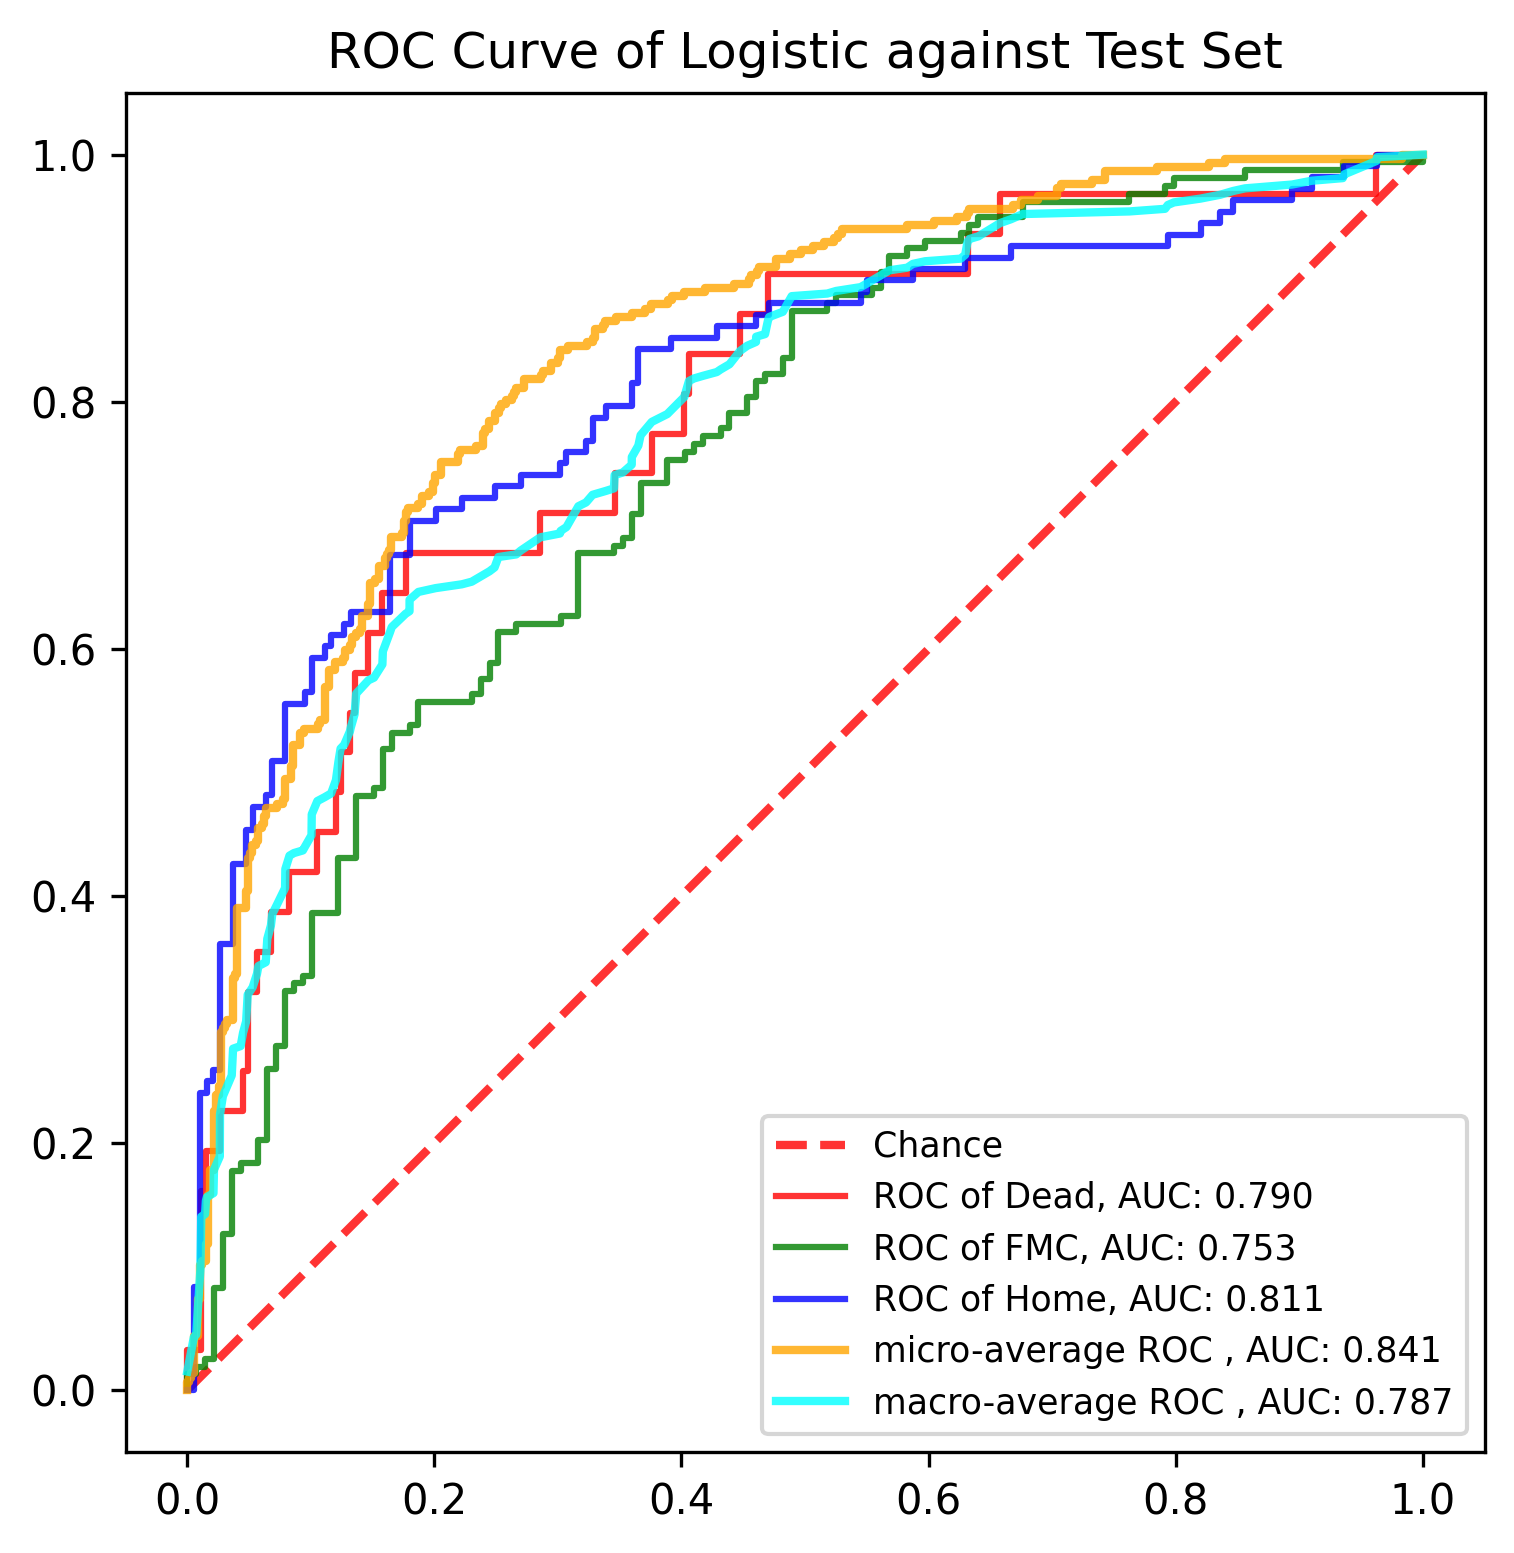 ROC Curve of Logistic against Test Set
1.0
0.8
0.6
0.4
0.2
0.0
Chance
ROC of Dead, AUC: 0.790
ROC of FMC, AUC: 0.753
ROC of Home, AUC: 0.811
micro-average ROC , AUC: 0.841
macro-average ROC , AUC: 0.787
0.0 0.2 0.4 0.6 0.8 1.0